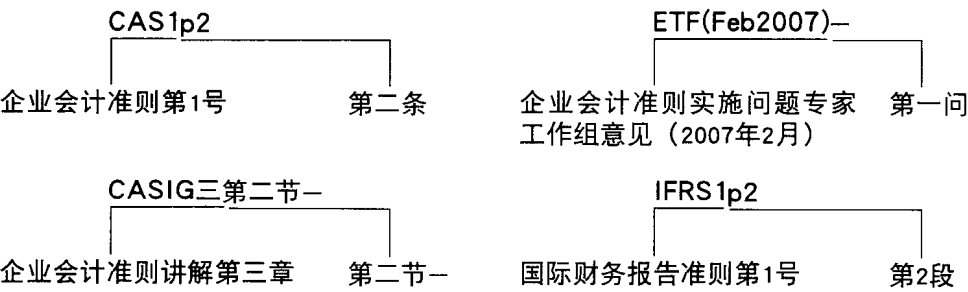 CAS1p2
企业会计准则第1号
第二条
ETF(Feb2007)一
企业会计准则实施问题专家
工作组意见（2007年2月）
第一问
CASIG三第二节一
企业会计准则讲解第三章
第二节一
IFRS1p2
国际财务报告准则第1号
第2段